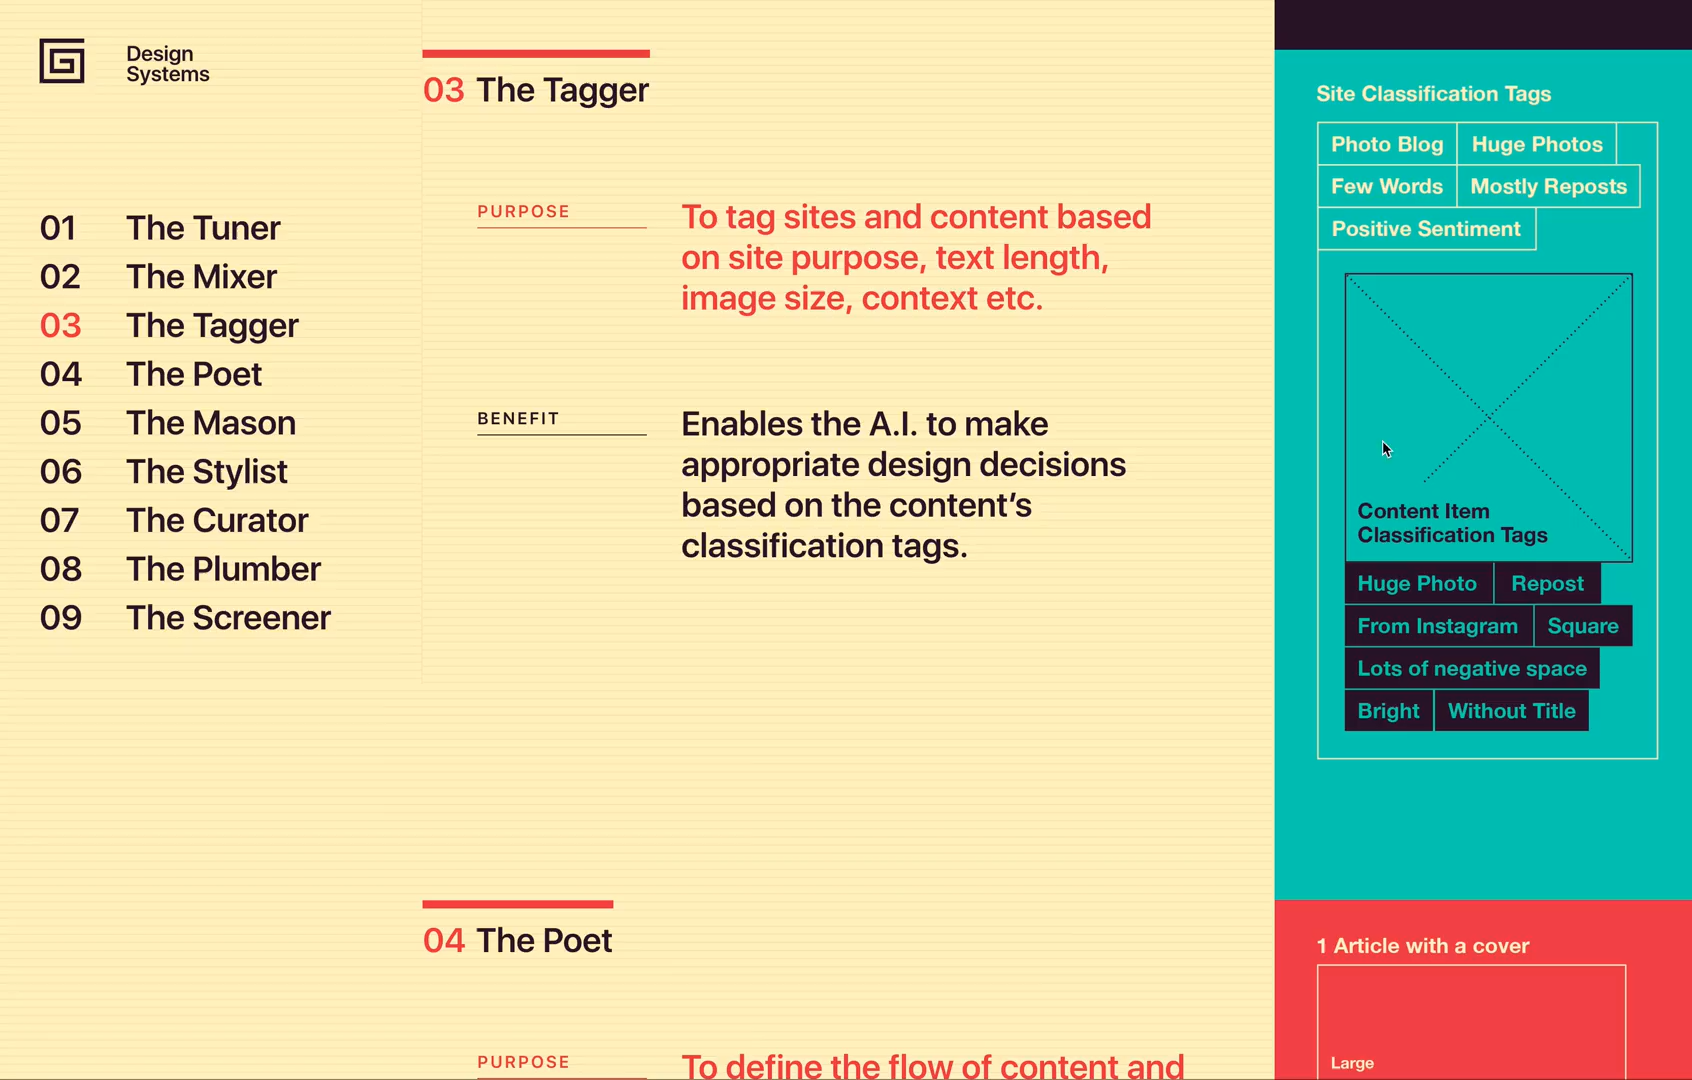 Design
Systems
01 The Tuner
02 The Mixer
03 The Tagger
04 The Poet
05 The Mason
06 The Stylist
07 The Curator
08 The Plumber
09 The Screener
03 The Tagger
PURPOSE
To tag sites and content based
on site purpose, text length,
image size, context etc.
BENEFIT
Enables the A.I. to make
appropriate design decisions
based on the content’s
classification tags.
04 The Poet
PURPOSE
To define the flow of content and
Site Classification Tags
Photo Blog Huge Photos
Few Words Mostly Reposts
Positive Sentiment
Content Item
Classification Tags
Huge Photo Repost
From Instagram Square
Lots of negative space
Bright Without Title
1 Article with a cover
Large